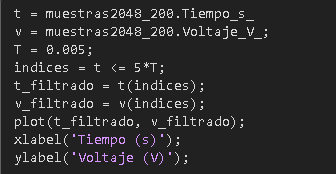 t = muestras2048_200.Tiempo_s_
v = muestras2048_200.Voltaje_V_;
T = 0.005;
indices = t <= 5*T;
t_filtrado = t(indices);
v_filtrado = v(indices);
plot(t_filtrado, v_filtrado);
xlabel('Tiempo (s)');
ylabel('Voltaje (V)');